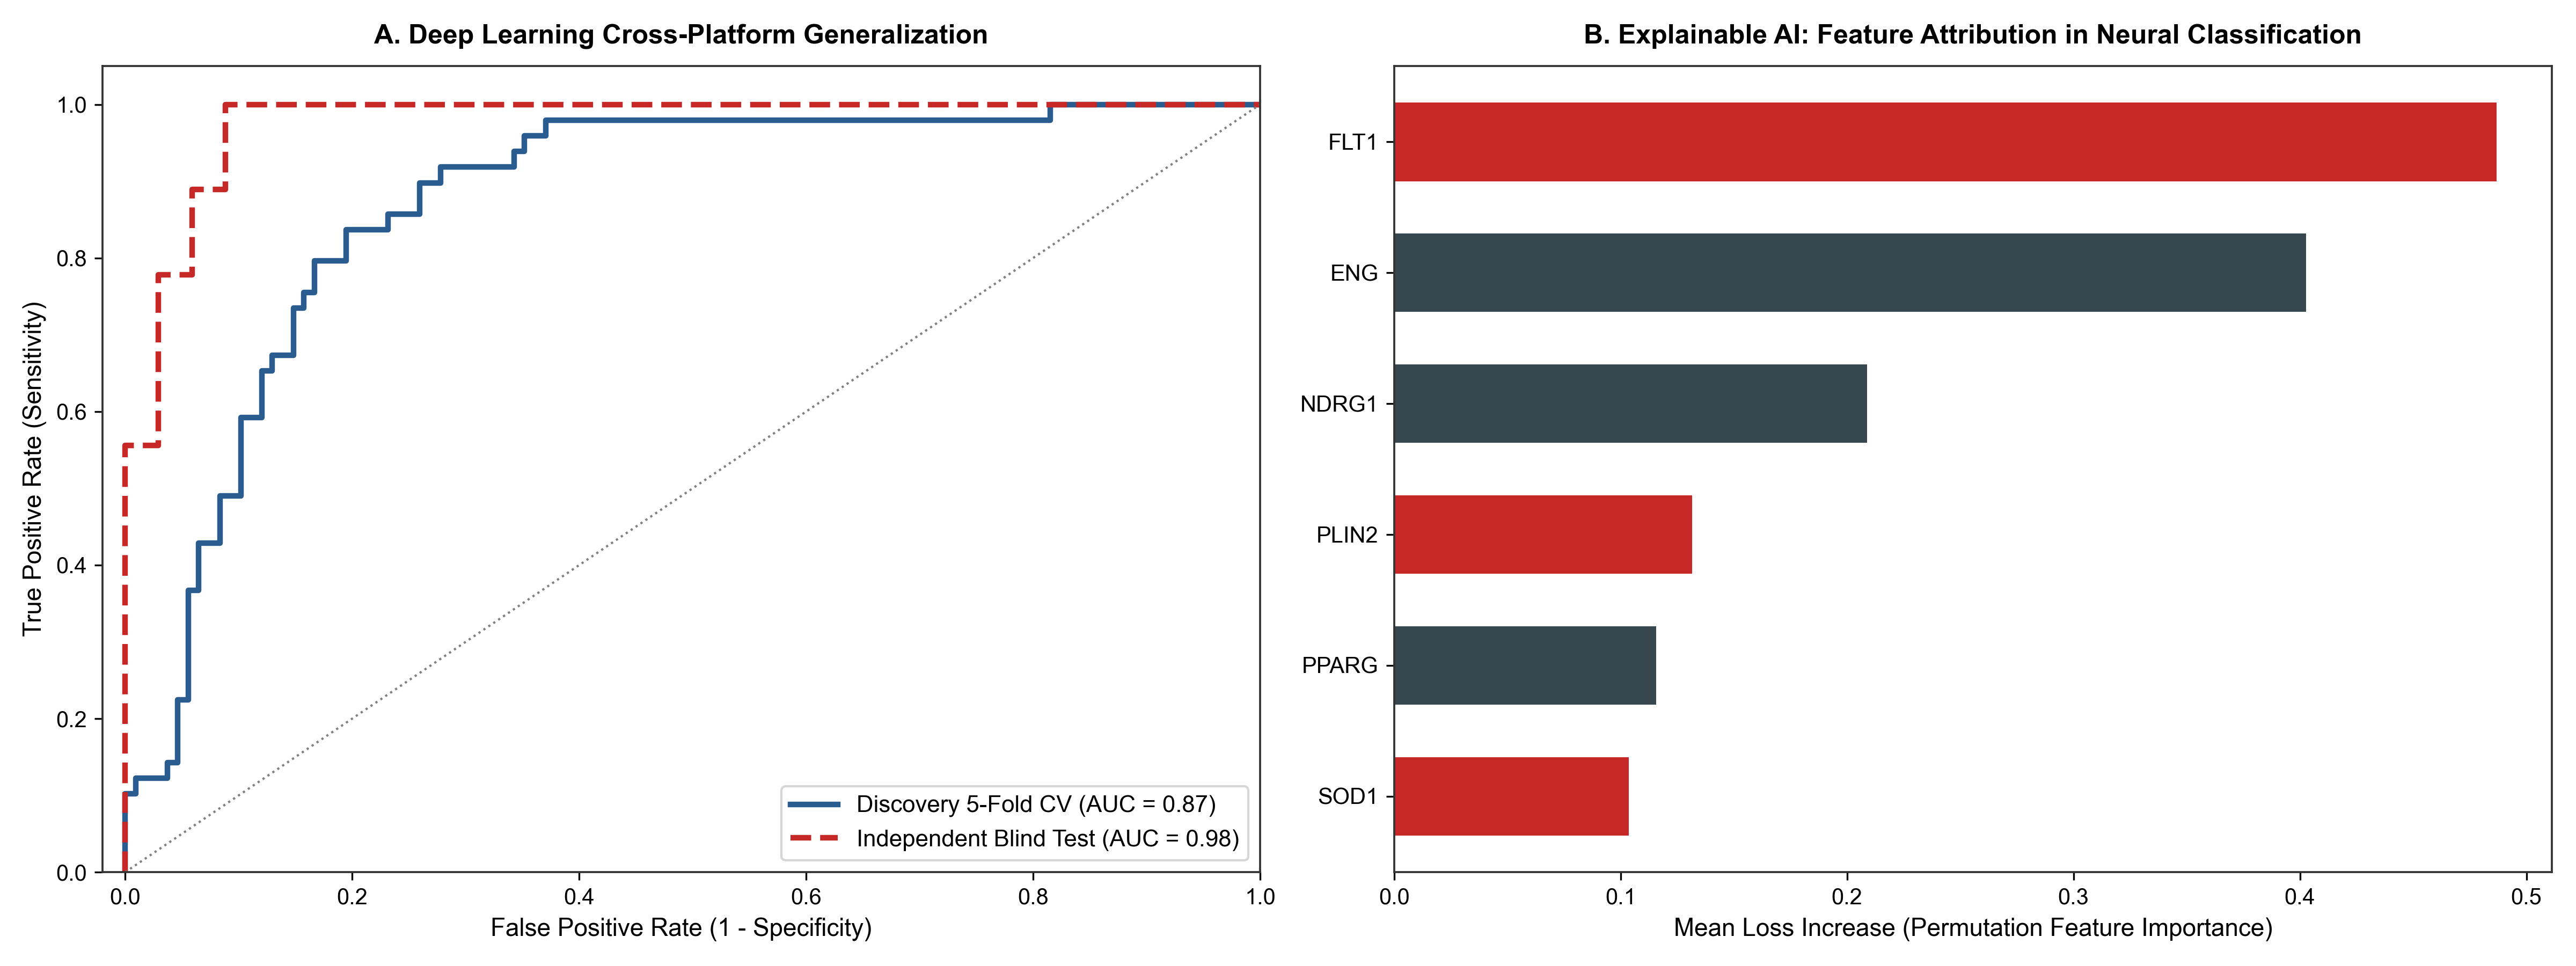 A. Deep Learning Cross-Platform Generalization
True Positive Rate (Sensitivity)
1.0
0.8
0.6
0.4
0.2
0.0
0.0 0.2 0.4 0.6 0.8 1.0
False Positive Rate (1 - Specificity)
Discovery 5-Fold CV (AUC = 0.87)
Independent Blind Test (AUC = 0.98)
B. Explainable AI: Feature Attribution in Neural Classification
FLT1
ENG
NDRG1
PLIN2
PPARG
SOD1
0.0 0.1 0.2 0.3 0.4 0.5
Mean Loss Increase (Permutation Feature Importance)